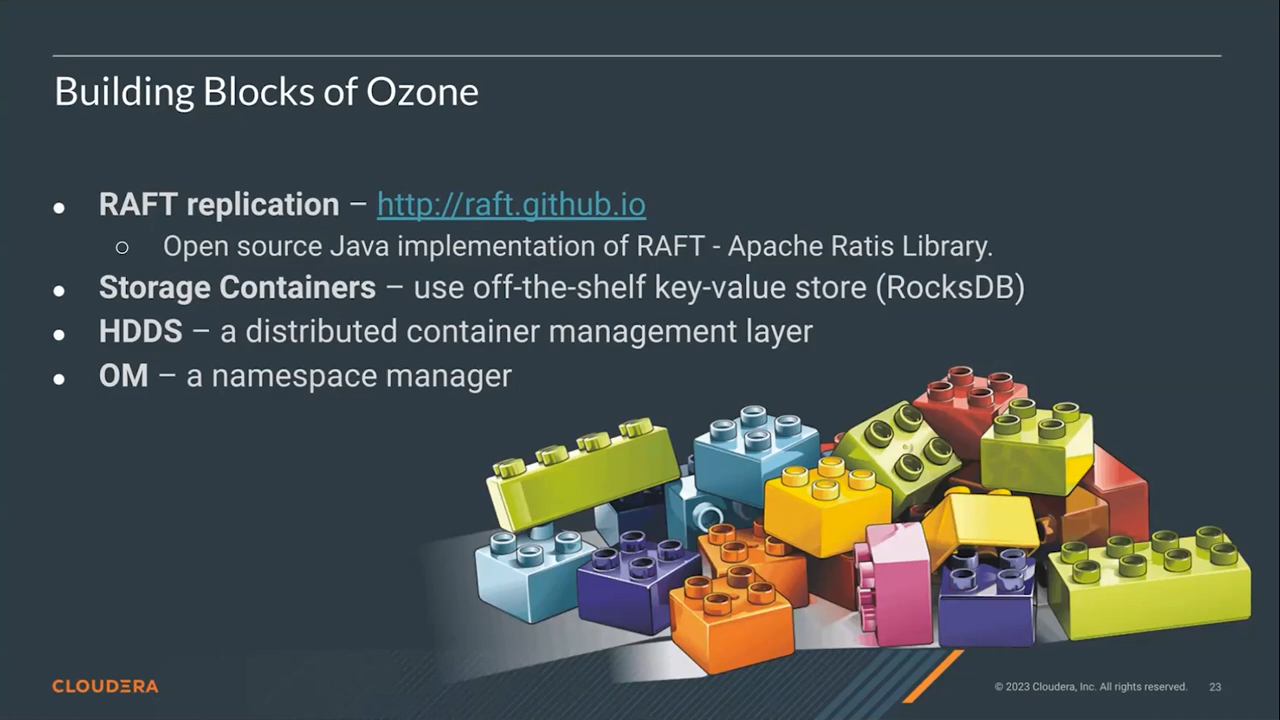 Building Blocks of Ozone
● RAFT replication – http://raft.github.io
○ Open source Java implementation of RAFT - Apache Ratis Library.
● Storage Containers – use off-the-shelf key-value store (RocksDB)
● HDDS – a distributed container management layer
● OM – a namespace manager
CLOUDERA
© 2023 Cloudera, Inc. All rights reserved. 23